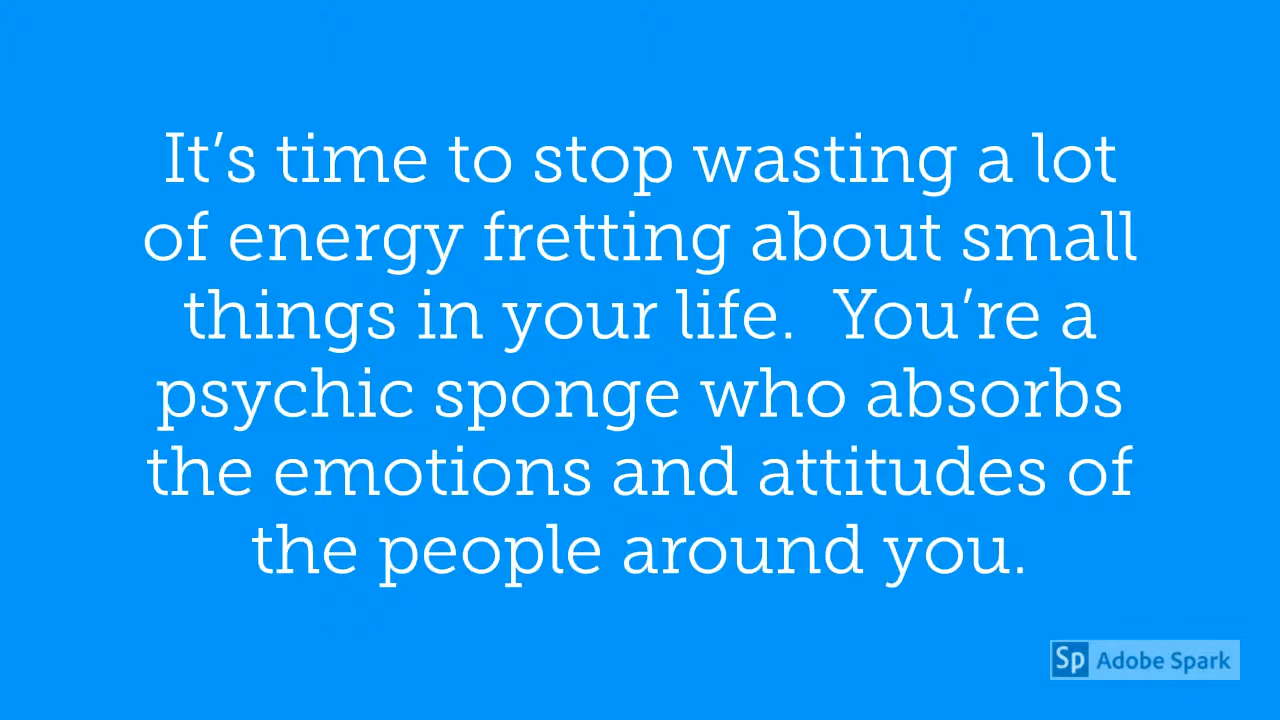 It’s time to stop wasting a lot
of energy fretting about small
things in your life.  You’re a
psychic sponge who absorbs
the emotions and attitudes of
the people around you.
Sp Adobe Spark